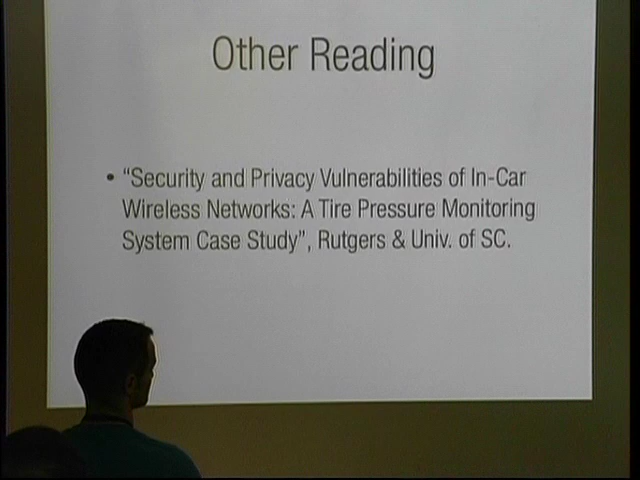 Other Reading
• “Security and Privacy Vulnerabilities of In-Car
Wireless Networks: A Tire Pressure Monitoring
System Case Study”, Rutgers & Univ. of SC.